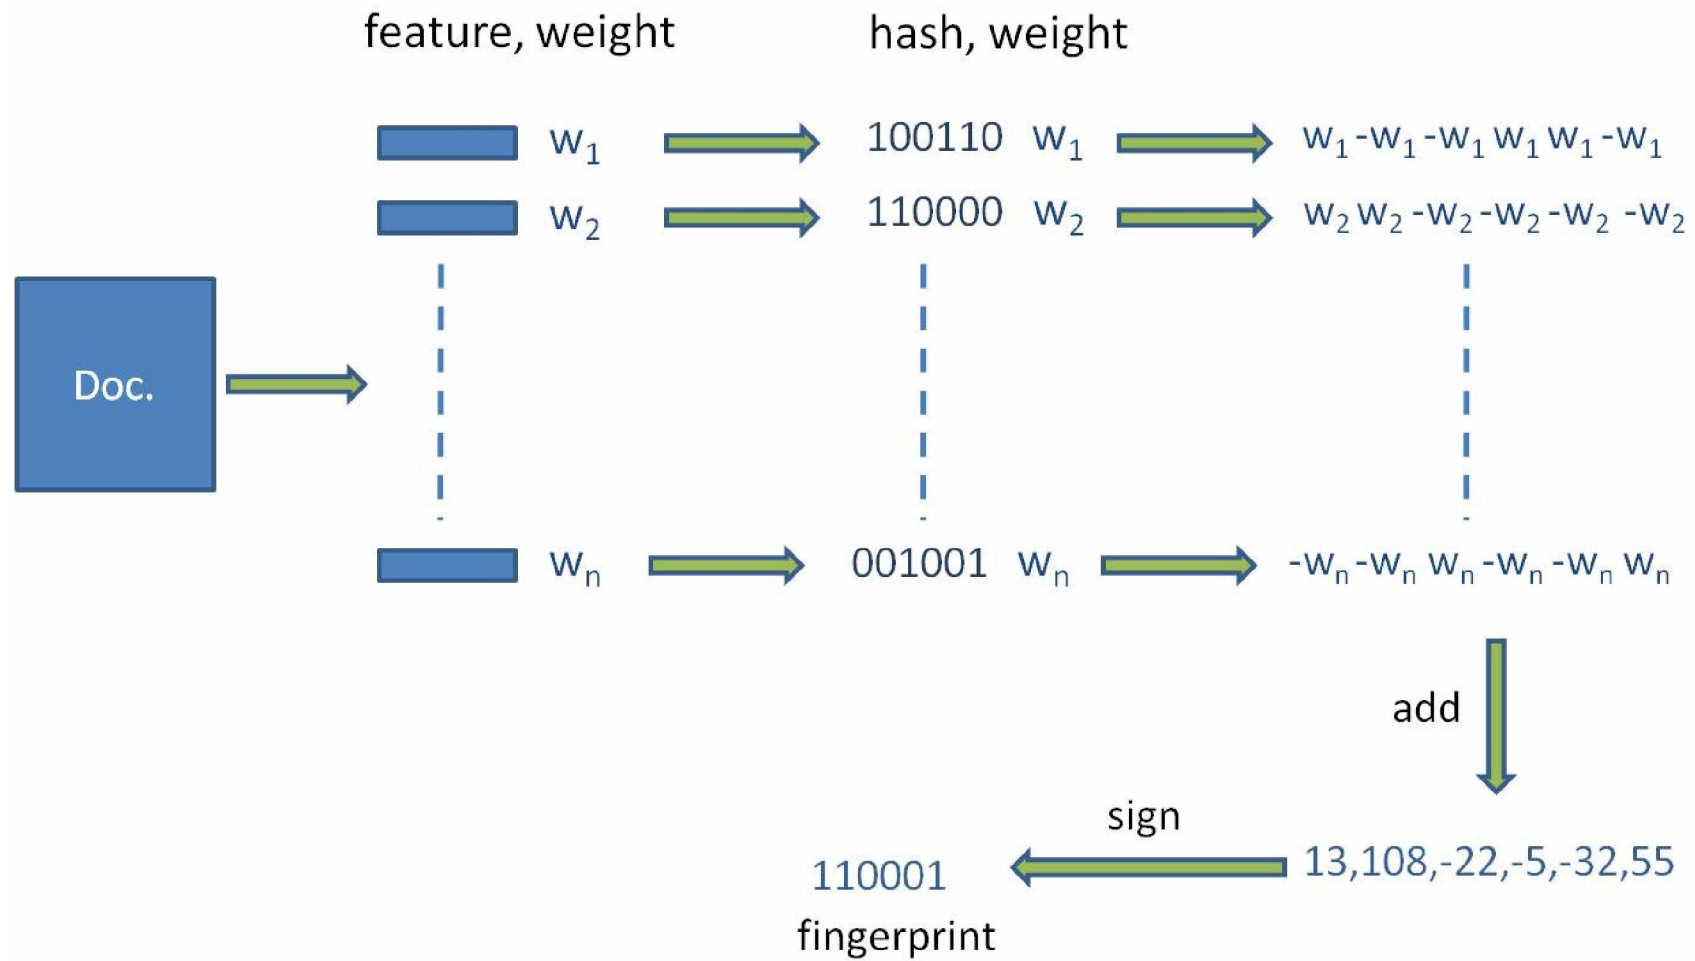 feature, weight hash, weight
w1 100110 w1 w1 -w1 -w1 w1 w1 -w1
w2 110000 w2 w2 w2 -w2 -w2 -w2 -w2
Doc.
wn 001001 wn -wn -wn wn -wn -wn wn
add
sign
13,108,-22,-5,-32,55
110001
fingerprint